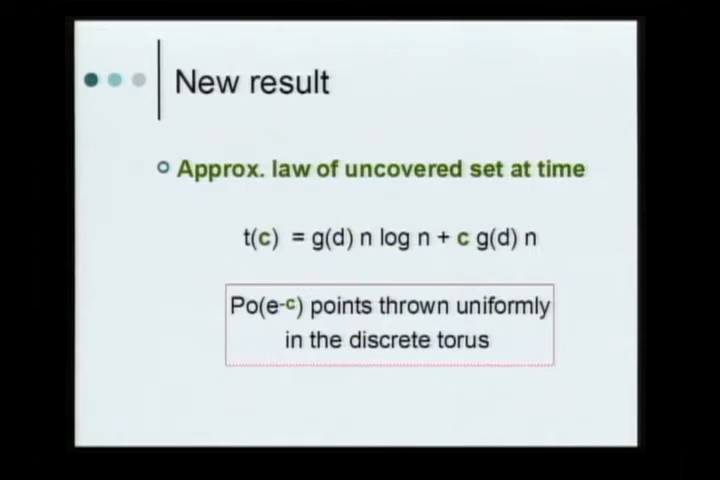 New result
Approx. law of uncovered set at time
t(c) = g(d) n log n + c g(d) n
Po(e-c) points thrown uniformly
in the discrete torus